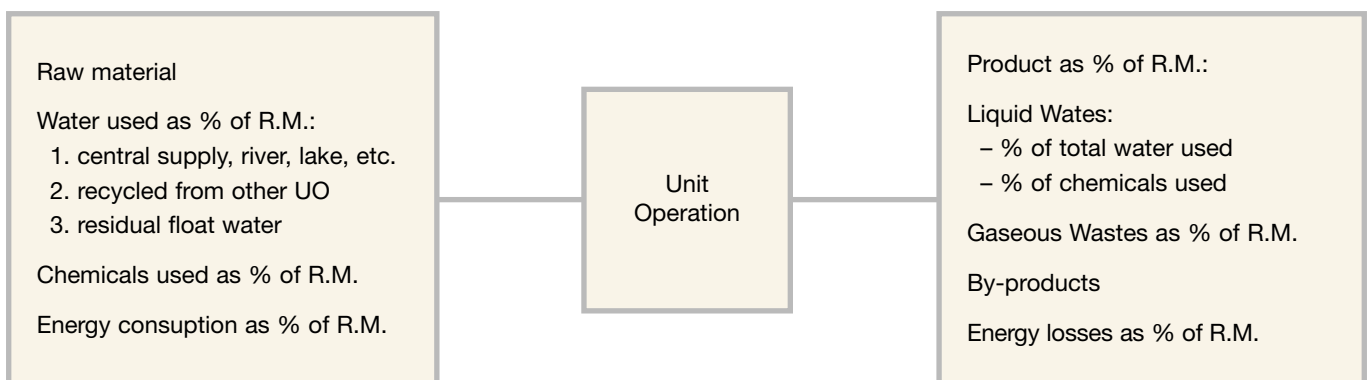 Raw material
Water used as % of R.M.:
1. central supply, river, lake, etc.
2. recycled from other UO
3. residual float water
Chemicals used as % of R.M.
Energy consuption as % of R.M.
Unit
Operation
Product as % of R.M.:
Liquid Wates:
– % of total water used
– % of chemicals used
Gaseous Wastes as % of R.M.
By-products
Energy losses as % of R.M.